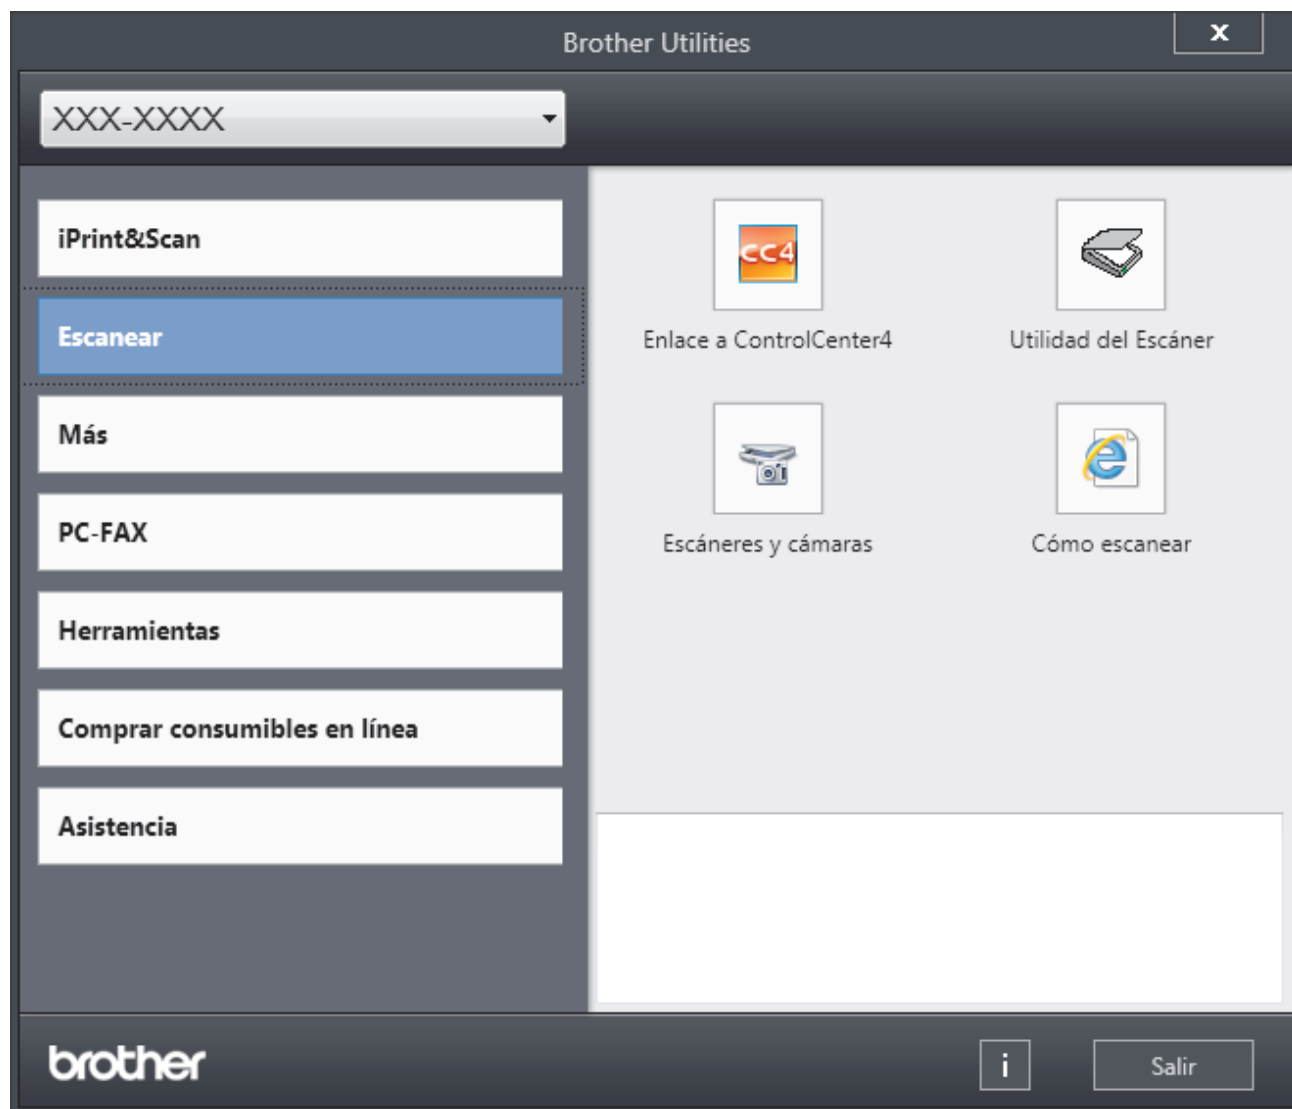 Brother Utilities
x
XXX-XXXX
iPrint&Scan
Escanear
Más
PC-FAX
Herramientas
Comprar consumibles en línea
Asistencia
CC4
Enlace a ControlCenter4
Utilidad del Escáner
Escáneres y cámaras
Cómo escanear
brother
i
Salir